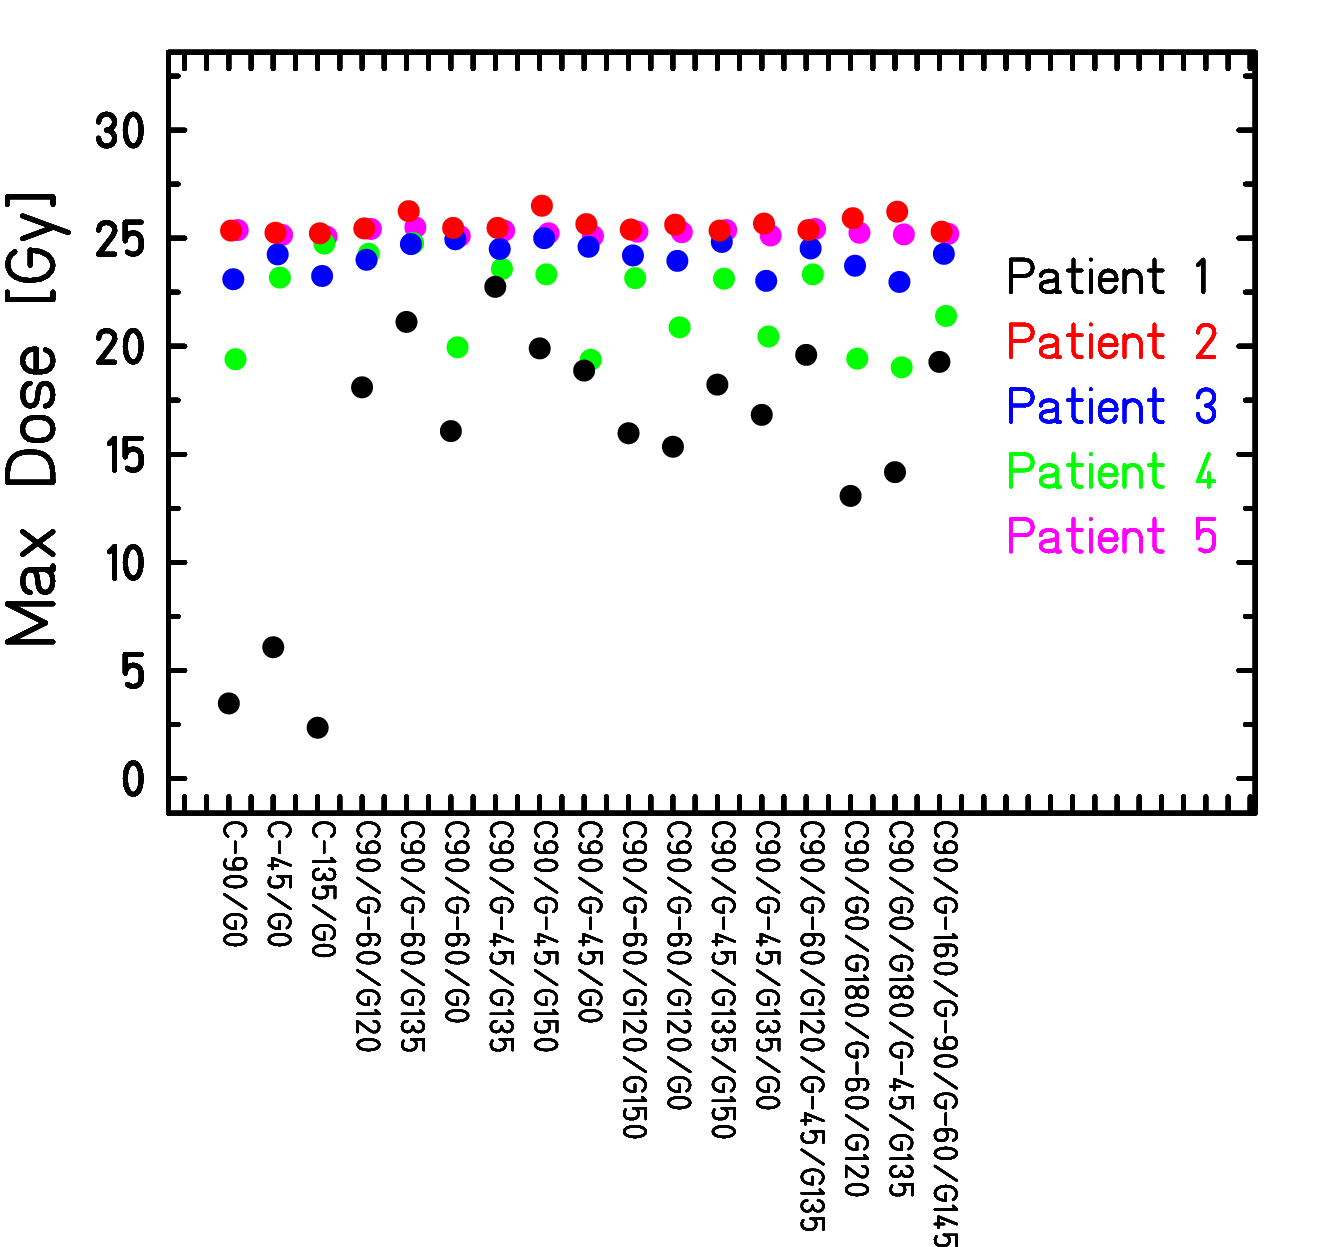 Max Dose [Gy]
30
25
20
15
10
5
0
Patient 1
Patient 2
Patient 3
Patient 4
Patient 5
C-90/G0
C-45/G0
C-135/G0
C90/G-60/G120
C90/G-60/G135
C90/G-60/G0
C90/G-45/G135
C90/G-45/G150
C90/G-45/G0
C90/G-60/G120/G150
C90/G-60/G120/G0
C90/G-45/G135/G150
C90/G-45/G135/G0
C90/G-60/G120/G-45/G135
C90/G0/G180/G-60/G120
C90/G0/G180/G-45/G135
C90/G-160/G-90/G-60/G145